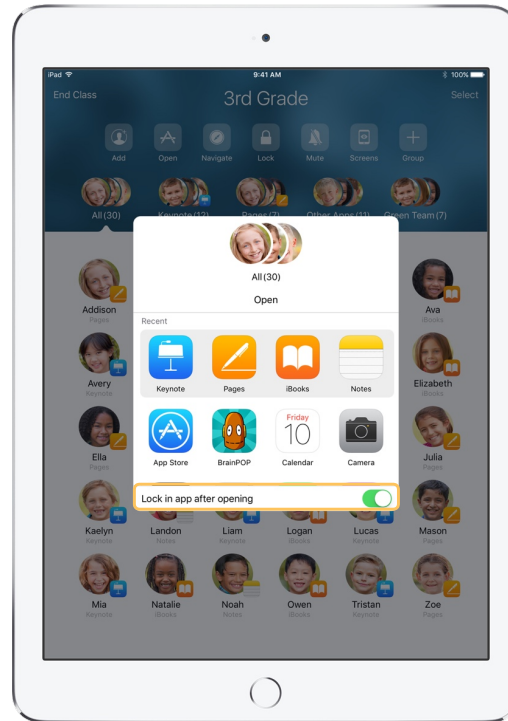 iPad 9:41 AM 100%
End Class 3rd Grade Select
Add Open Navigate Lock Mute Screens Group
All (30) Keynote (12) Pages (7) Other Apps (11) Green Team (7)
All (30)
Open
Recent
Keynote Pages iBooks Notes
App Store BrainPOP Friday 10 Calendar Camera
Lock in app after opening
Addison Ava
Pages iBooks
Avery Elizabeth
Keynote iBooks
Ella Julia
Pages Pages
Kaelyn Landon Liam Logan Lucas Mason
Keynote Notes Keynote iBooks Keynote Pages
Mia Natalie Noah Owen Tristan Zoe
Keynote iBooks Notes iBooks Keynote Pages